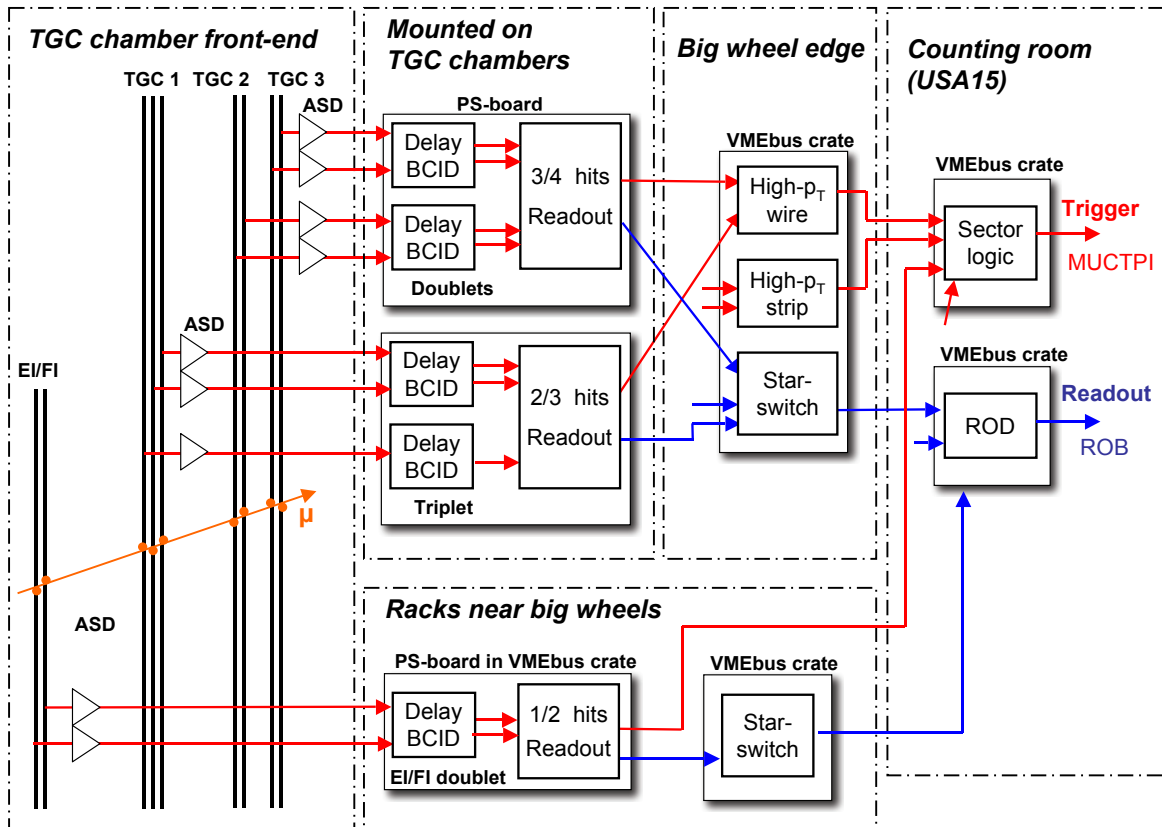 TGC chamber front-end
TGC 1
TGC 2
TGC 3
ASD
ASD
EI/FI
μ
ASD
Mounted on
TGC chambers
PS-board
Delay
BCID
Delay
BCID
3/4 hits
Readout
Doublets
Delay
BCID
Delay
BCID
2/3 hits
Readout
Triplet
Big wheel edge
VMEbus crate
High-pT
wire
High-pT
strip
Star-
switch
Counting room
(USA15)
VMEbus crate
Sector
logic
Trigger
MUCTPI
VMEbus crate
ROD
Readout
ROB
Racks near big wheels
PS-board in VMEbus crate
Delay
BCID
1/2 hits
Readout
EI/FI doublet
VMEbus crate
Star-
switch